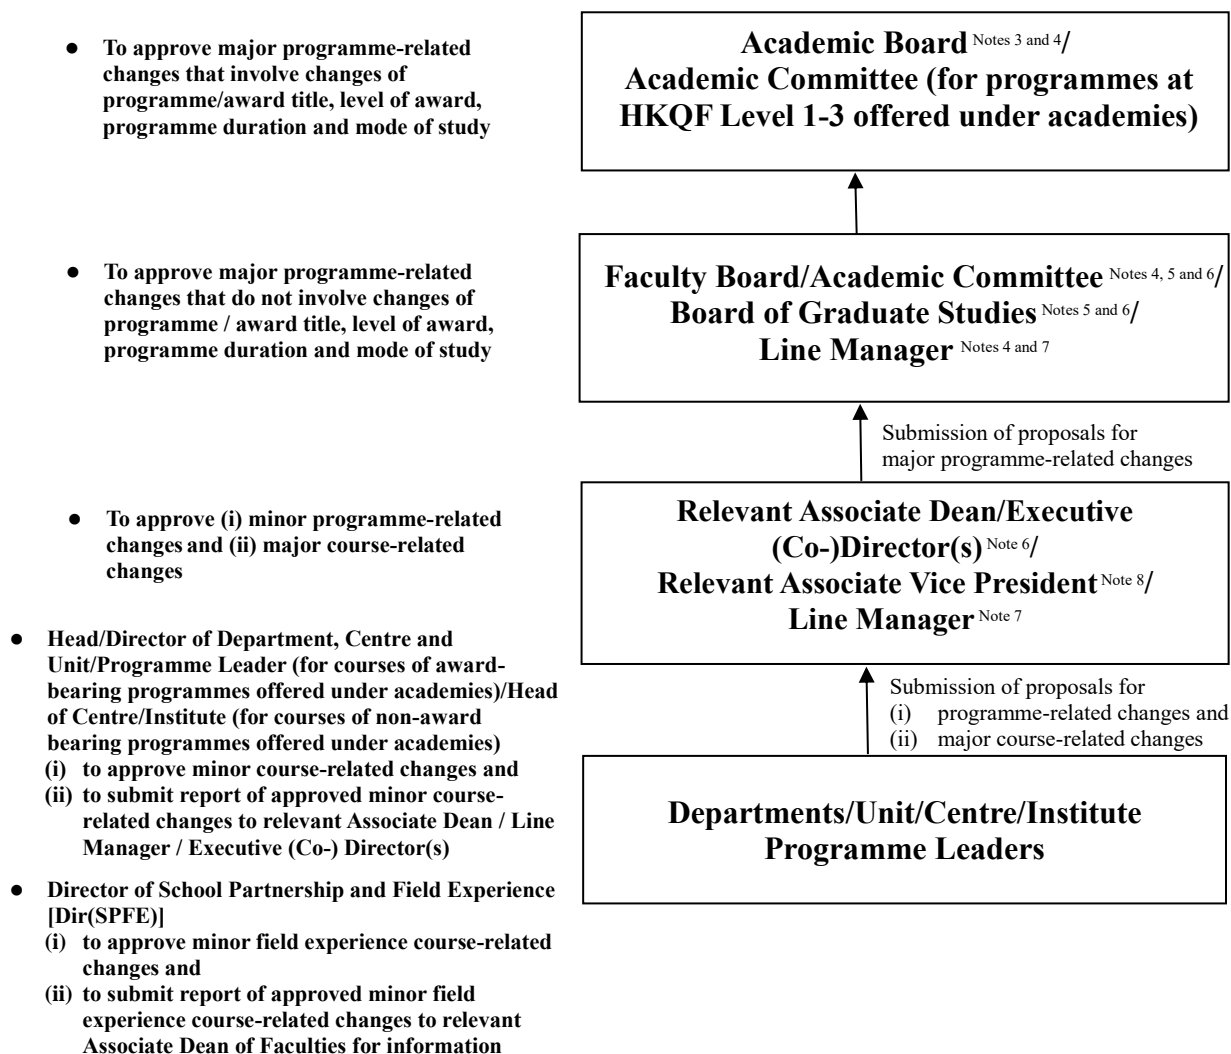 ● To approve major programme-related
changes that involve changes of
programme/award title, level of award,
programme duration and mode of study
Academic Board Notes 3 and 4/
Academic Committee (for programmes at
HKQF Level 1-3 offered under academies)
● To approve major programme-related
changes that do not involve changes of
programme / award title, level of award,
programme duration and mode of study
Faculty Board/Academic Committee Notes 4, 5 and 6/
Board of Graduate Studies Notes 5 and 6/
Line Manager Notes 4 and 7
Submission of proposals for
major programme-related changes
● To approve (i) minor programme-related
changes and (ii) major course-related
changes
Relevant Associate Dean/Executive
(Co-)Director(s) Note 6/
Relevant Associate Vice President Note 8/
Line Manager Note 7
Submission of proposals for
(i) programme-related changes and
(ii) major course-related changes
● Head/Director of Department, Centre and
Unit/Programme Leader (for courses of award-
bearing programmes offered under academies)/Head
of Centre/Institute (for courses of non-award
bearing programmes offered under academies)
(i) to approve minor course-related changes and
(ii) to submit report of approved minor course-
related changes to relevant Associate Dean / Line
Manager / Executive (Co-) Director(s)
Departments/Unit/Centre/Institute
Programme Leaders
● Director of School Partnership and Field Experience
[Dir(SPFE)]
(i) to approve minor field experience course-related
changes and
(ii) to submit report of approved minor field
experience course-related changes to relevant
Associate Dean of Faculties for information